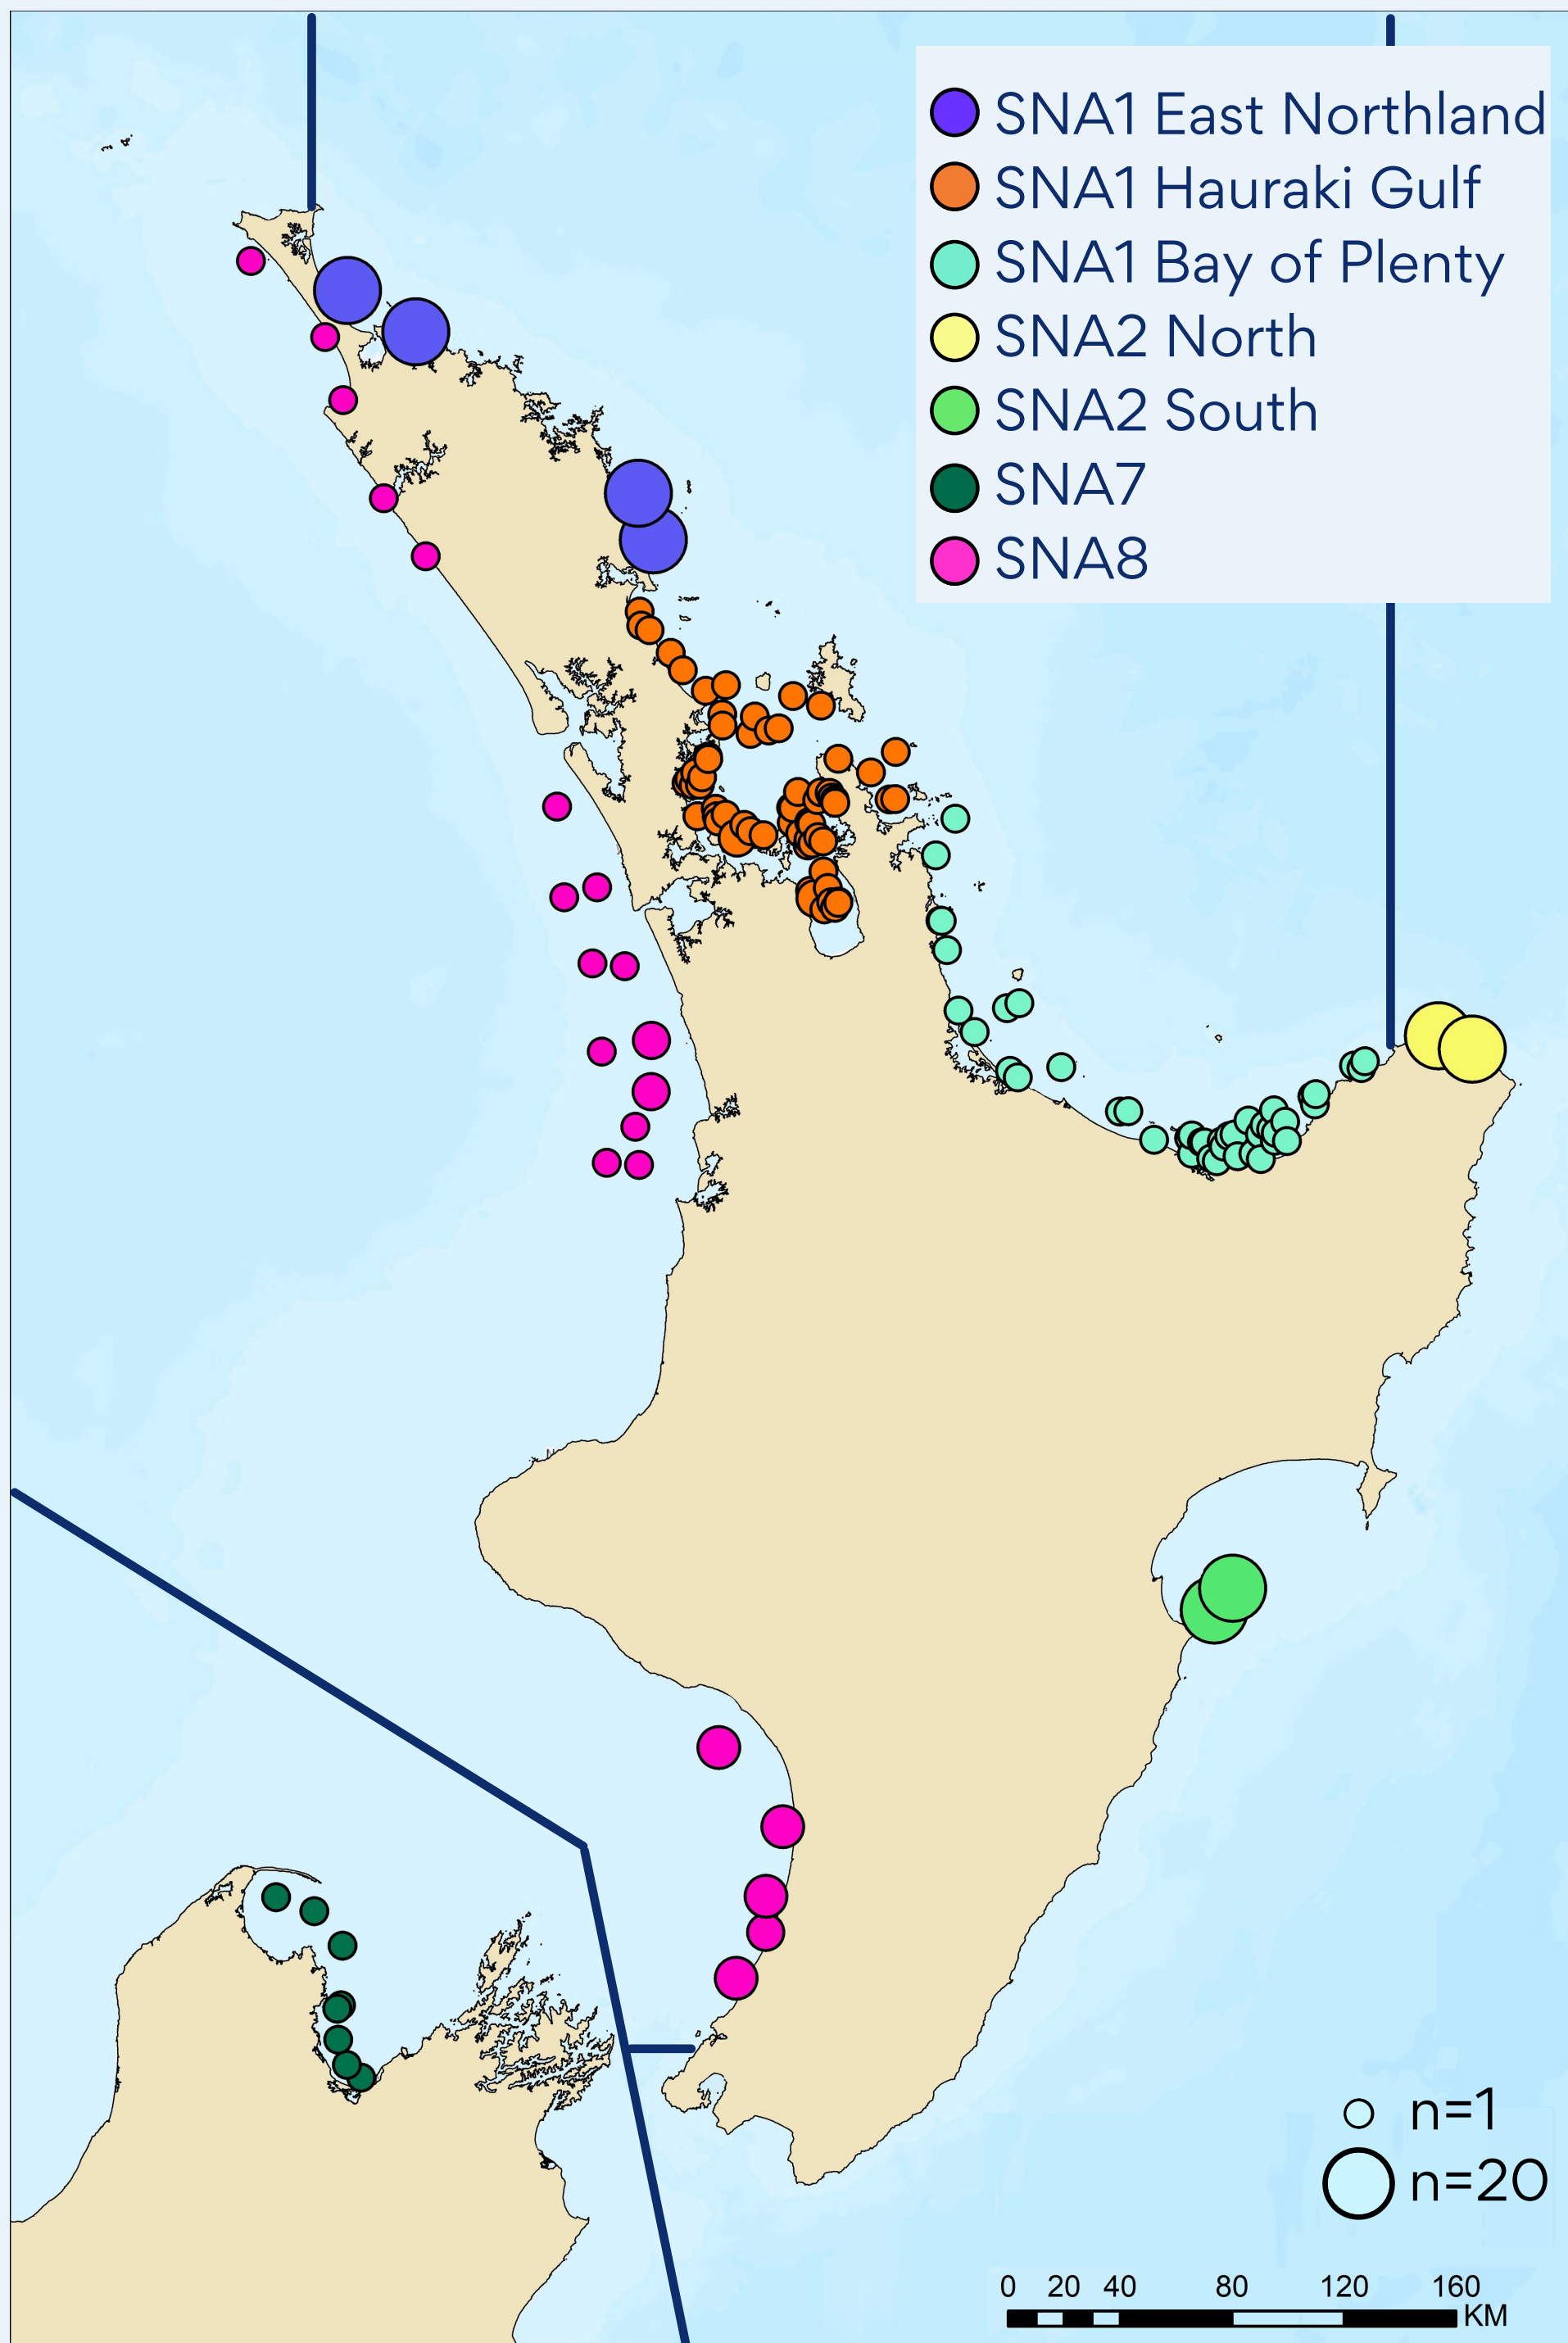 SNA1 East Northland
SNA1 Hauraki Gulf
SNA1 Bay of Plenty
SNA2 North
SNA2 South
SNA7
SNA8
n=1
n=20
0 20 40 80 120 160
KM